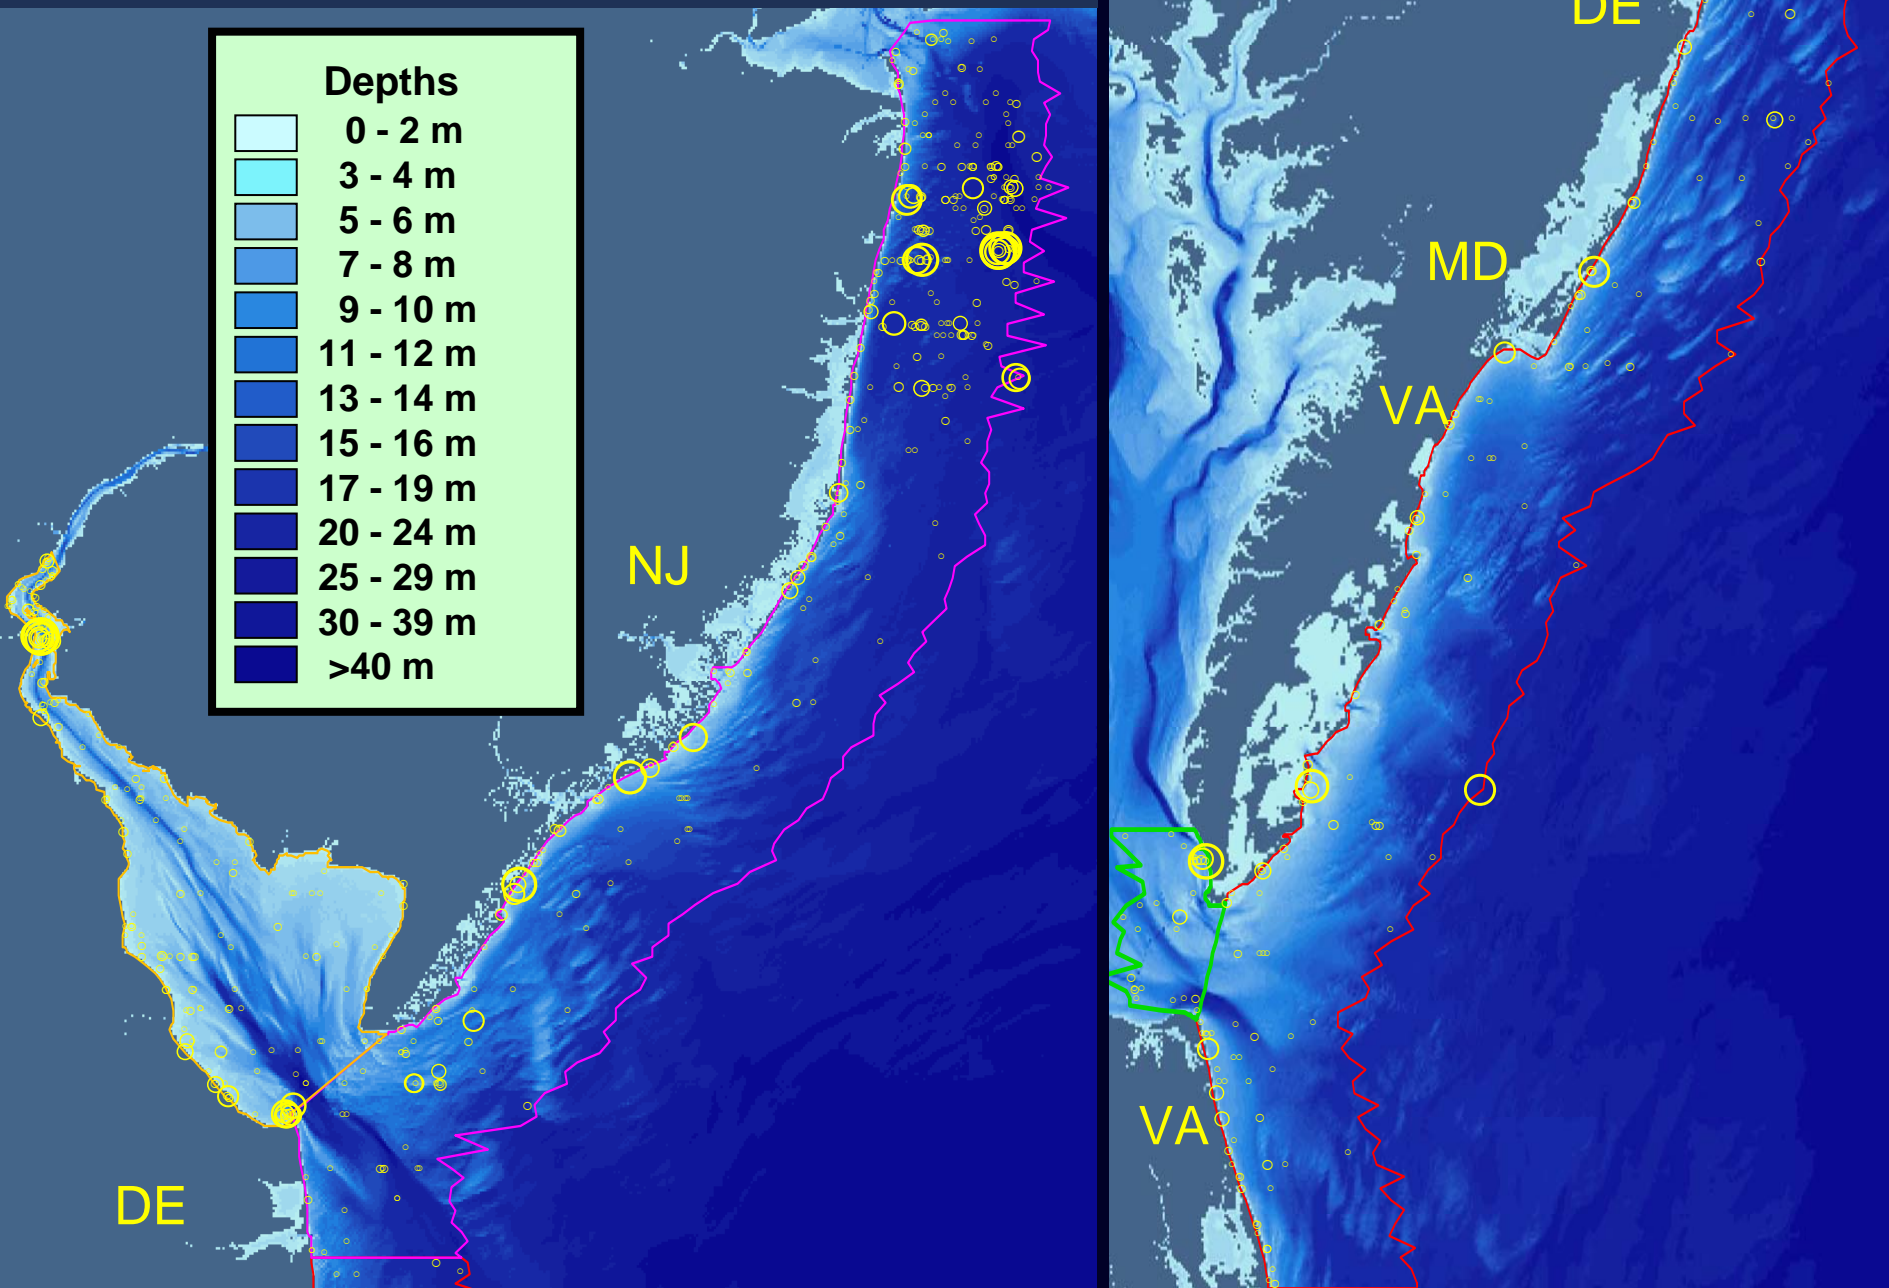 Depths
0 - 2 m
3 - 4 m
5 - 6 m
7 - 8 m
9 - 10 m
11 - 12 m
13 - 14 m
15 - 16 m
17 - 19 m
20 - 24 m
25 - 29 m
30 - 39 m
>40 m
NJ
DE
DE
MD
VA
VA